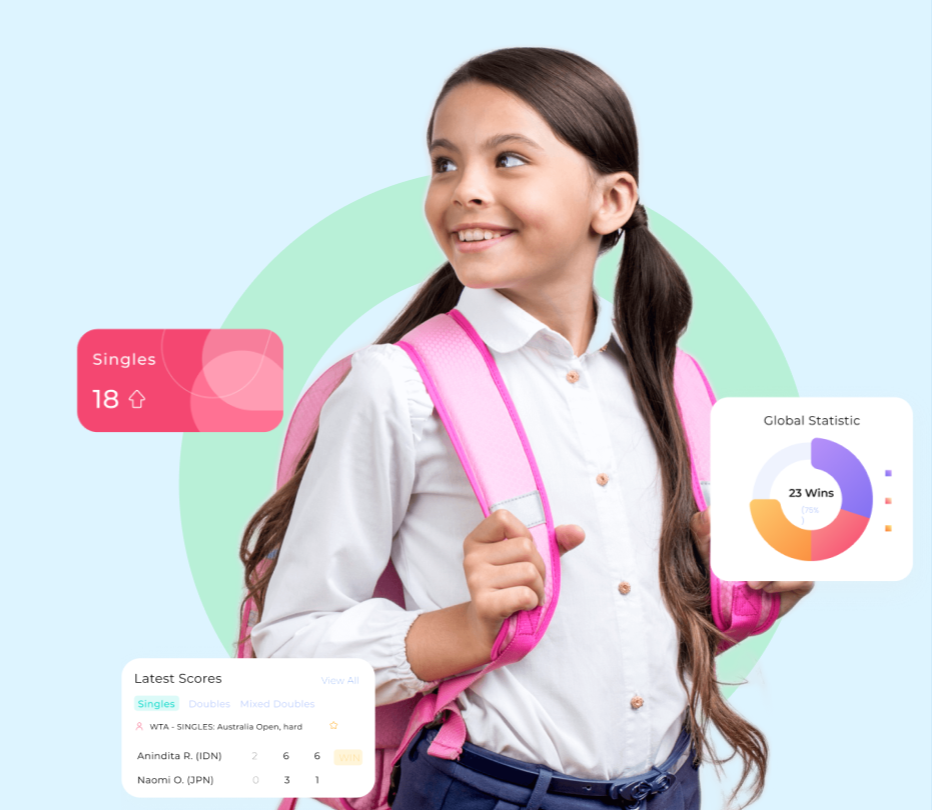 Singles
18
Global Statistic
23 Wins
(76%
)
Latest Scores
View All
Singles Doubles Mixed Doubles
WTA - SINGLES: Australia Open, hard
Anindita R. (IDN) 2 6 6
Naomi O. (JPN) 0 3 1